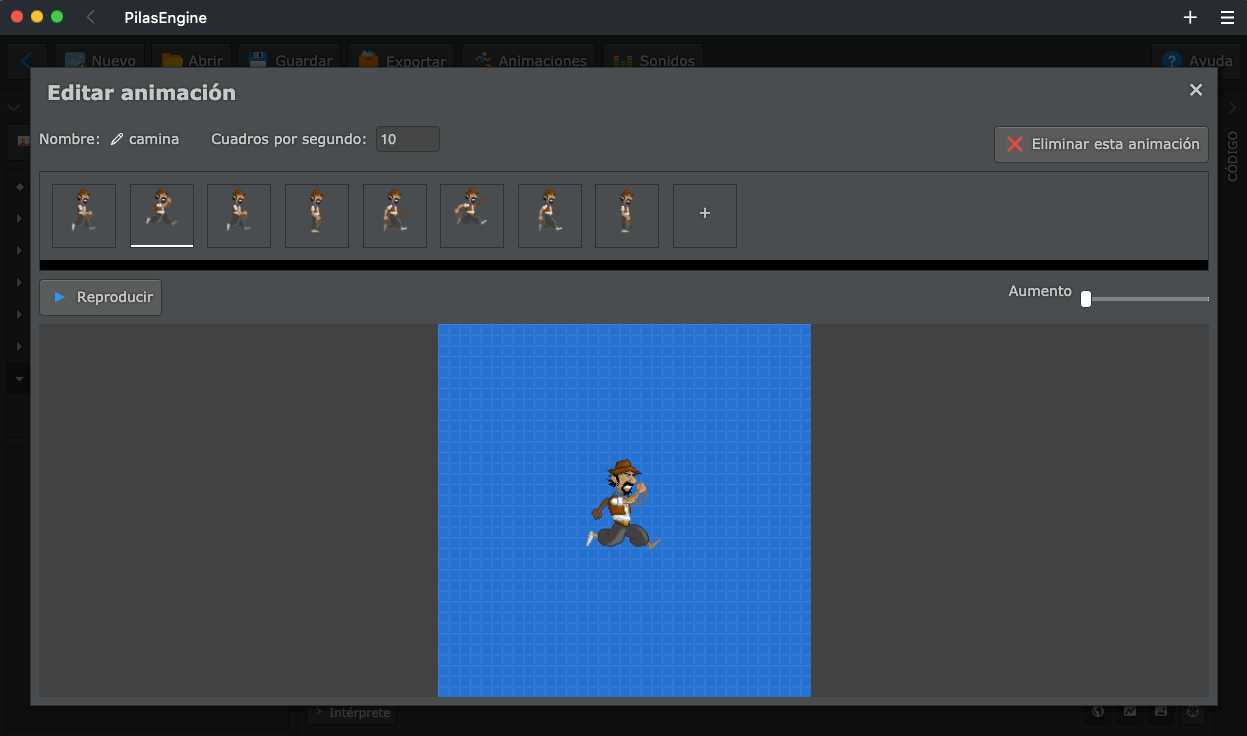 PilasEngine
Nuevo
Abrir
Guardar
Exportar
Animaciones
Sonidos
Ayuda
Editar animación
Nombre: camina
Cuadros por segundo: 10
Eliminar esta animación
CÓDIGO
Reproducir
Aumento
Intérprete